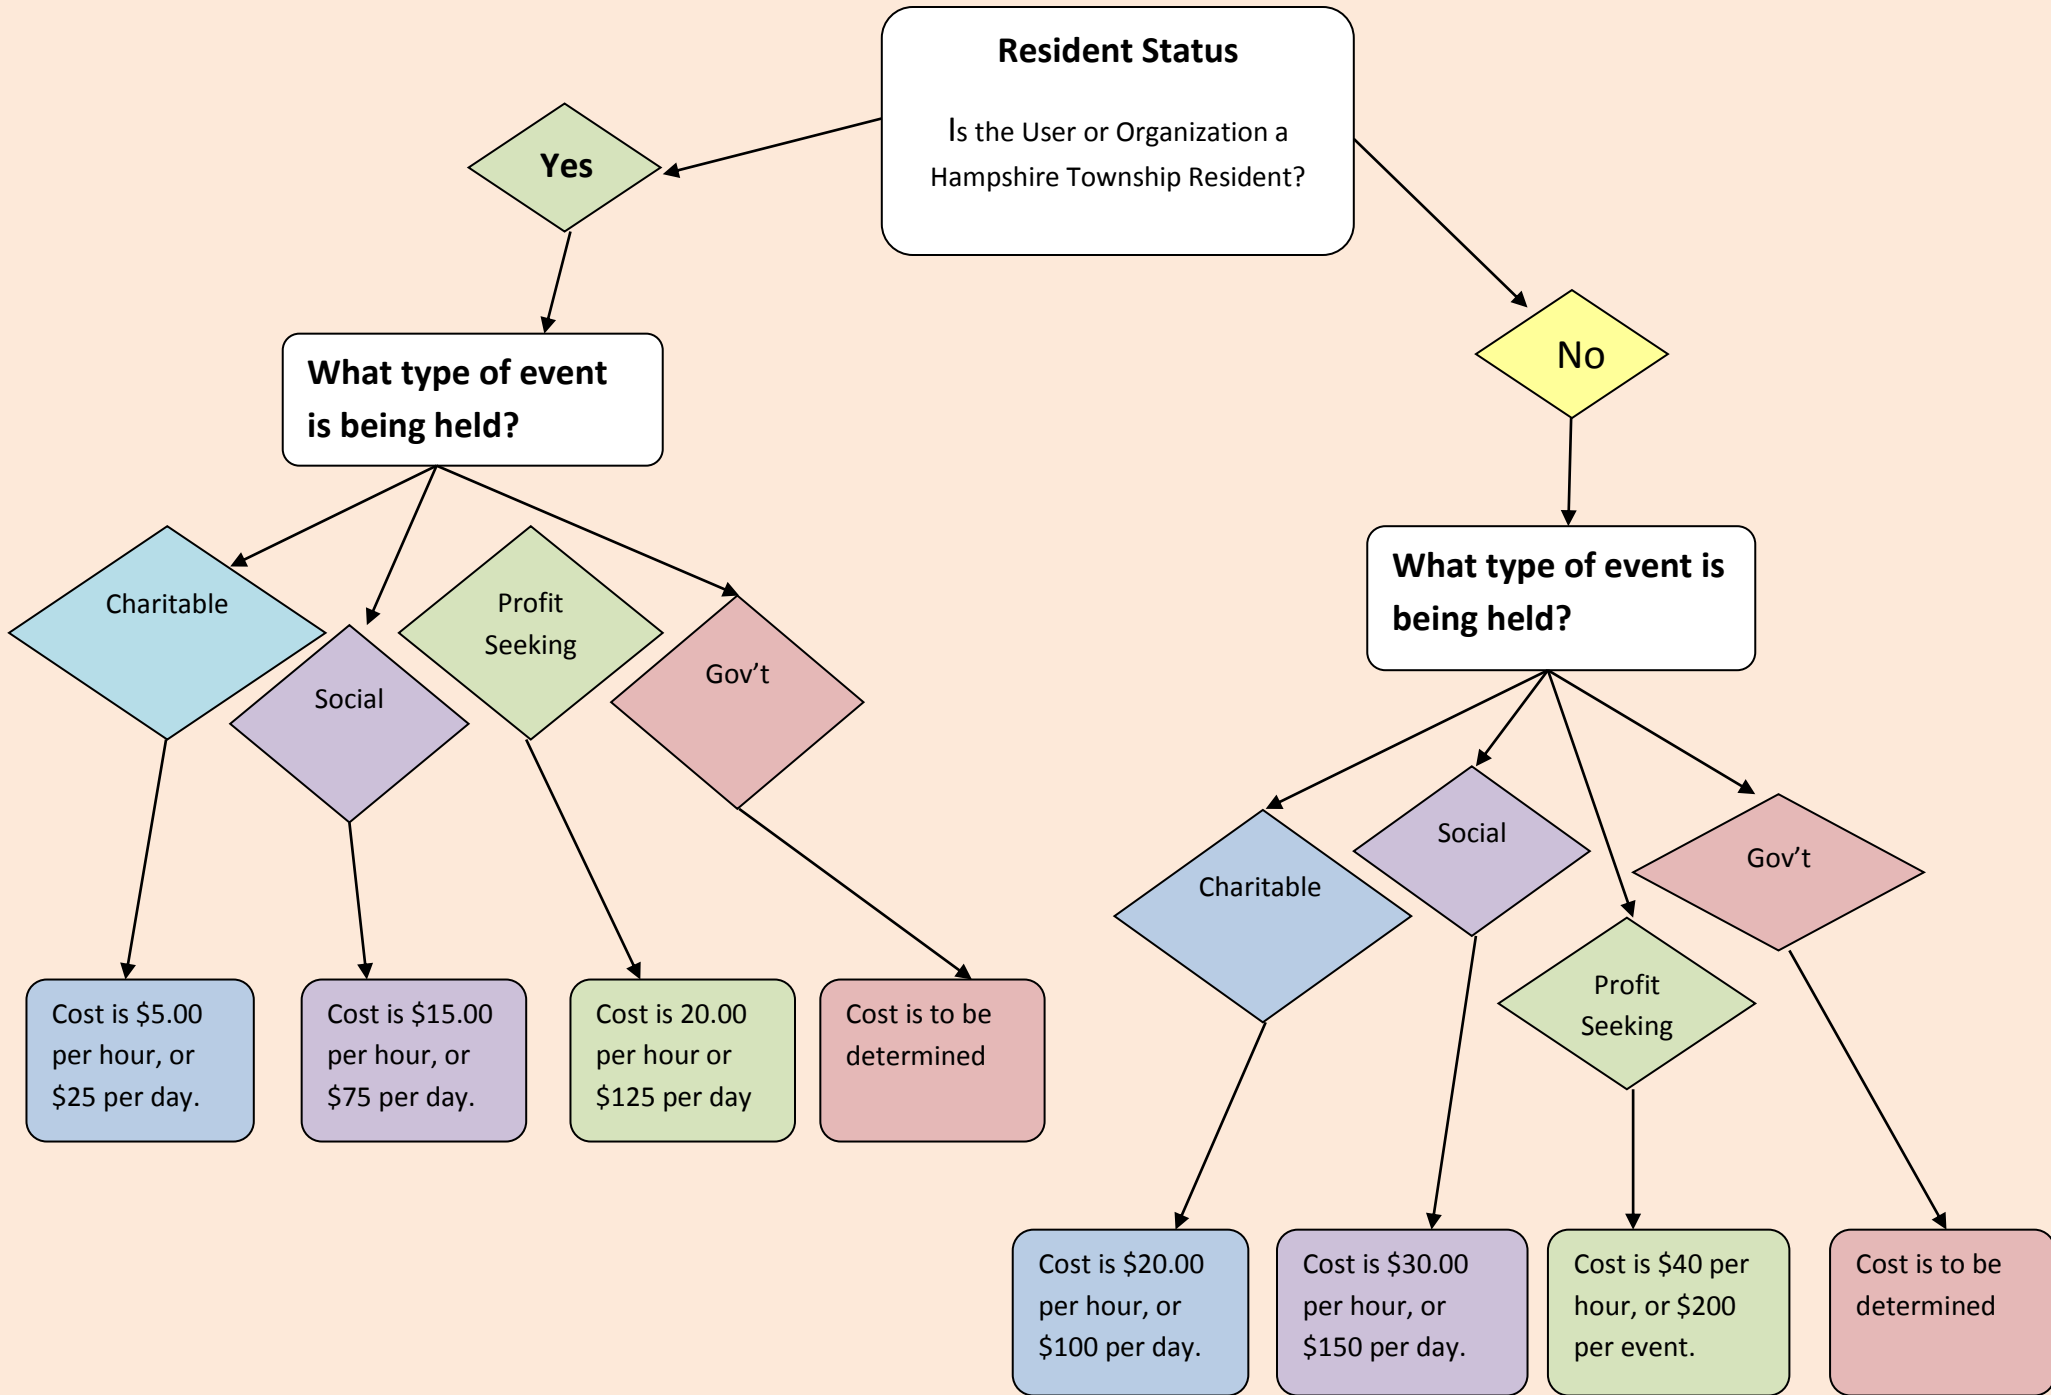 Resident Status
Is the User or Organization a
Hampshire Township Resident?
Yes
No
What type of event
is being held?
Charitable
Social
Profit
Seeking
Gov't
Cost is $5.00
per hour, or
$25 per day.
Cost is $15.00
per hour, or
$75 per day.
Cost is 20.00
per hour or
$125 per day
Cost is to be
determined
What type of event is
being held?
Charitable
Social
Profit
Seeking
Gov't
Cost is $20.00
per hour, or
$100 per day.
Cost is $30.00
per hour, or
$150 per day.
Cost is $40 per
hour, or $200
per event.
Cost is to be
determined